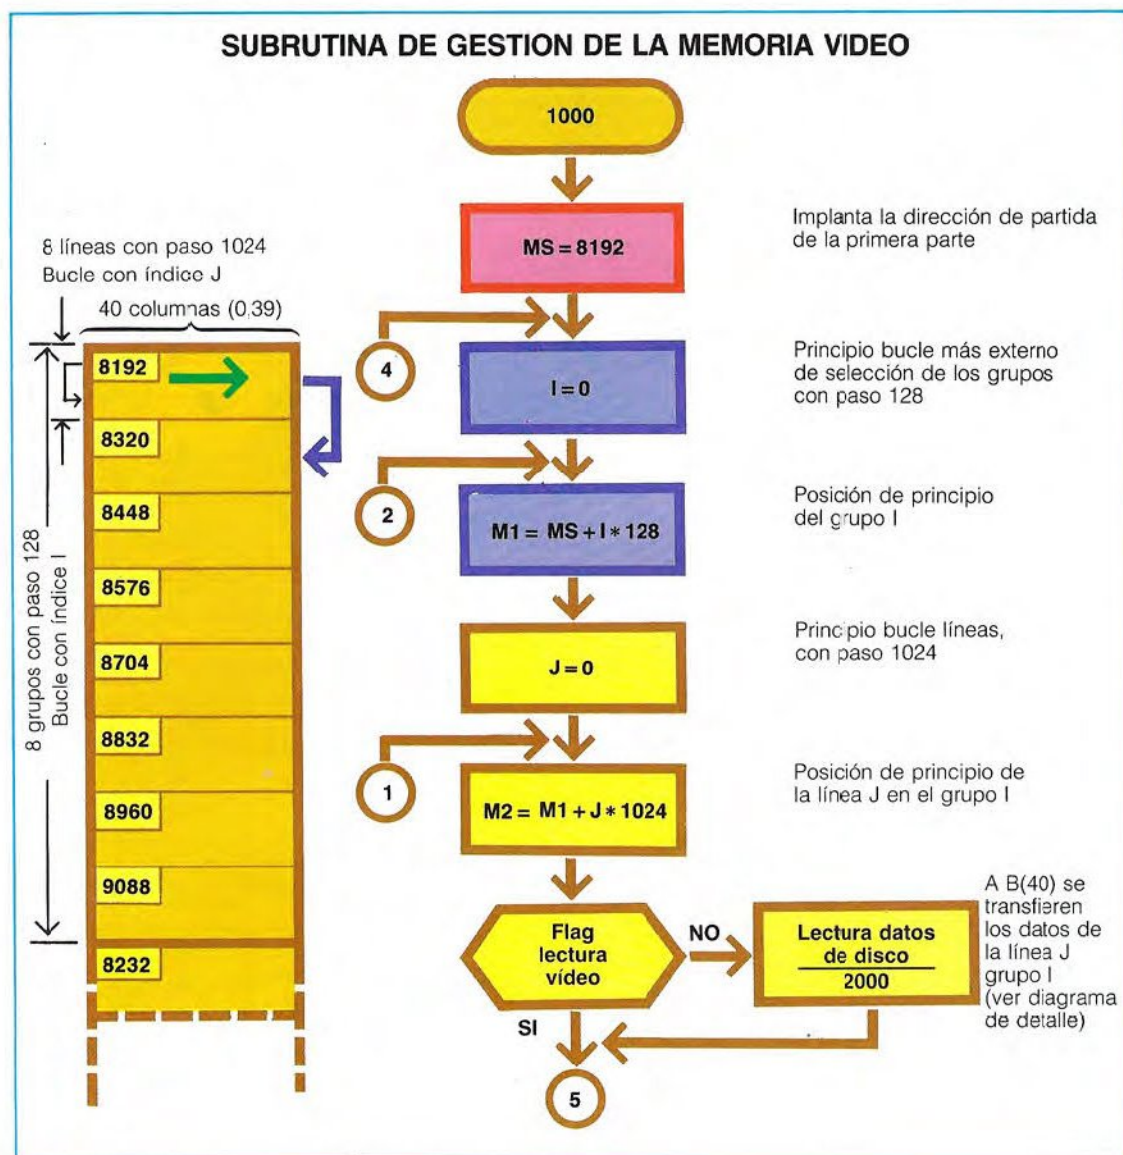 SUBRUTINA DE GESTION DE LA MEMORIA VIDEO
1000
MS = 8192
Implanta la dirección de partida
de la primera parte
8 líneas con paso 1024
Bucle con índice J
40 columnas (0,39)
4
I = 0
Principio bucle más externo
de selección de los grupos
con paso 128
8192
8320
8448
8576
8704
8832
8960
9088
8232
8 grupos con paso 128
Bucle con índice I
2
M1 = MS + I * 128
Posición de principio
del grupo I
J = 0
Principio bucle líneas,
con paso 1024
1
M2 = M1 + J * 1024
Posición de principio de
la línea J en el grupo I
Flag
lectura
vídeo
NO
SI
Lectura datos
de disco
2000
A B(40) se
transfieren
los datos de
la línea J
grupo I
(ver diagrama
de detalle)
5